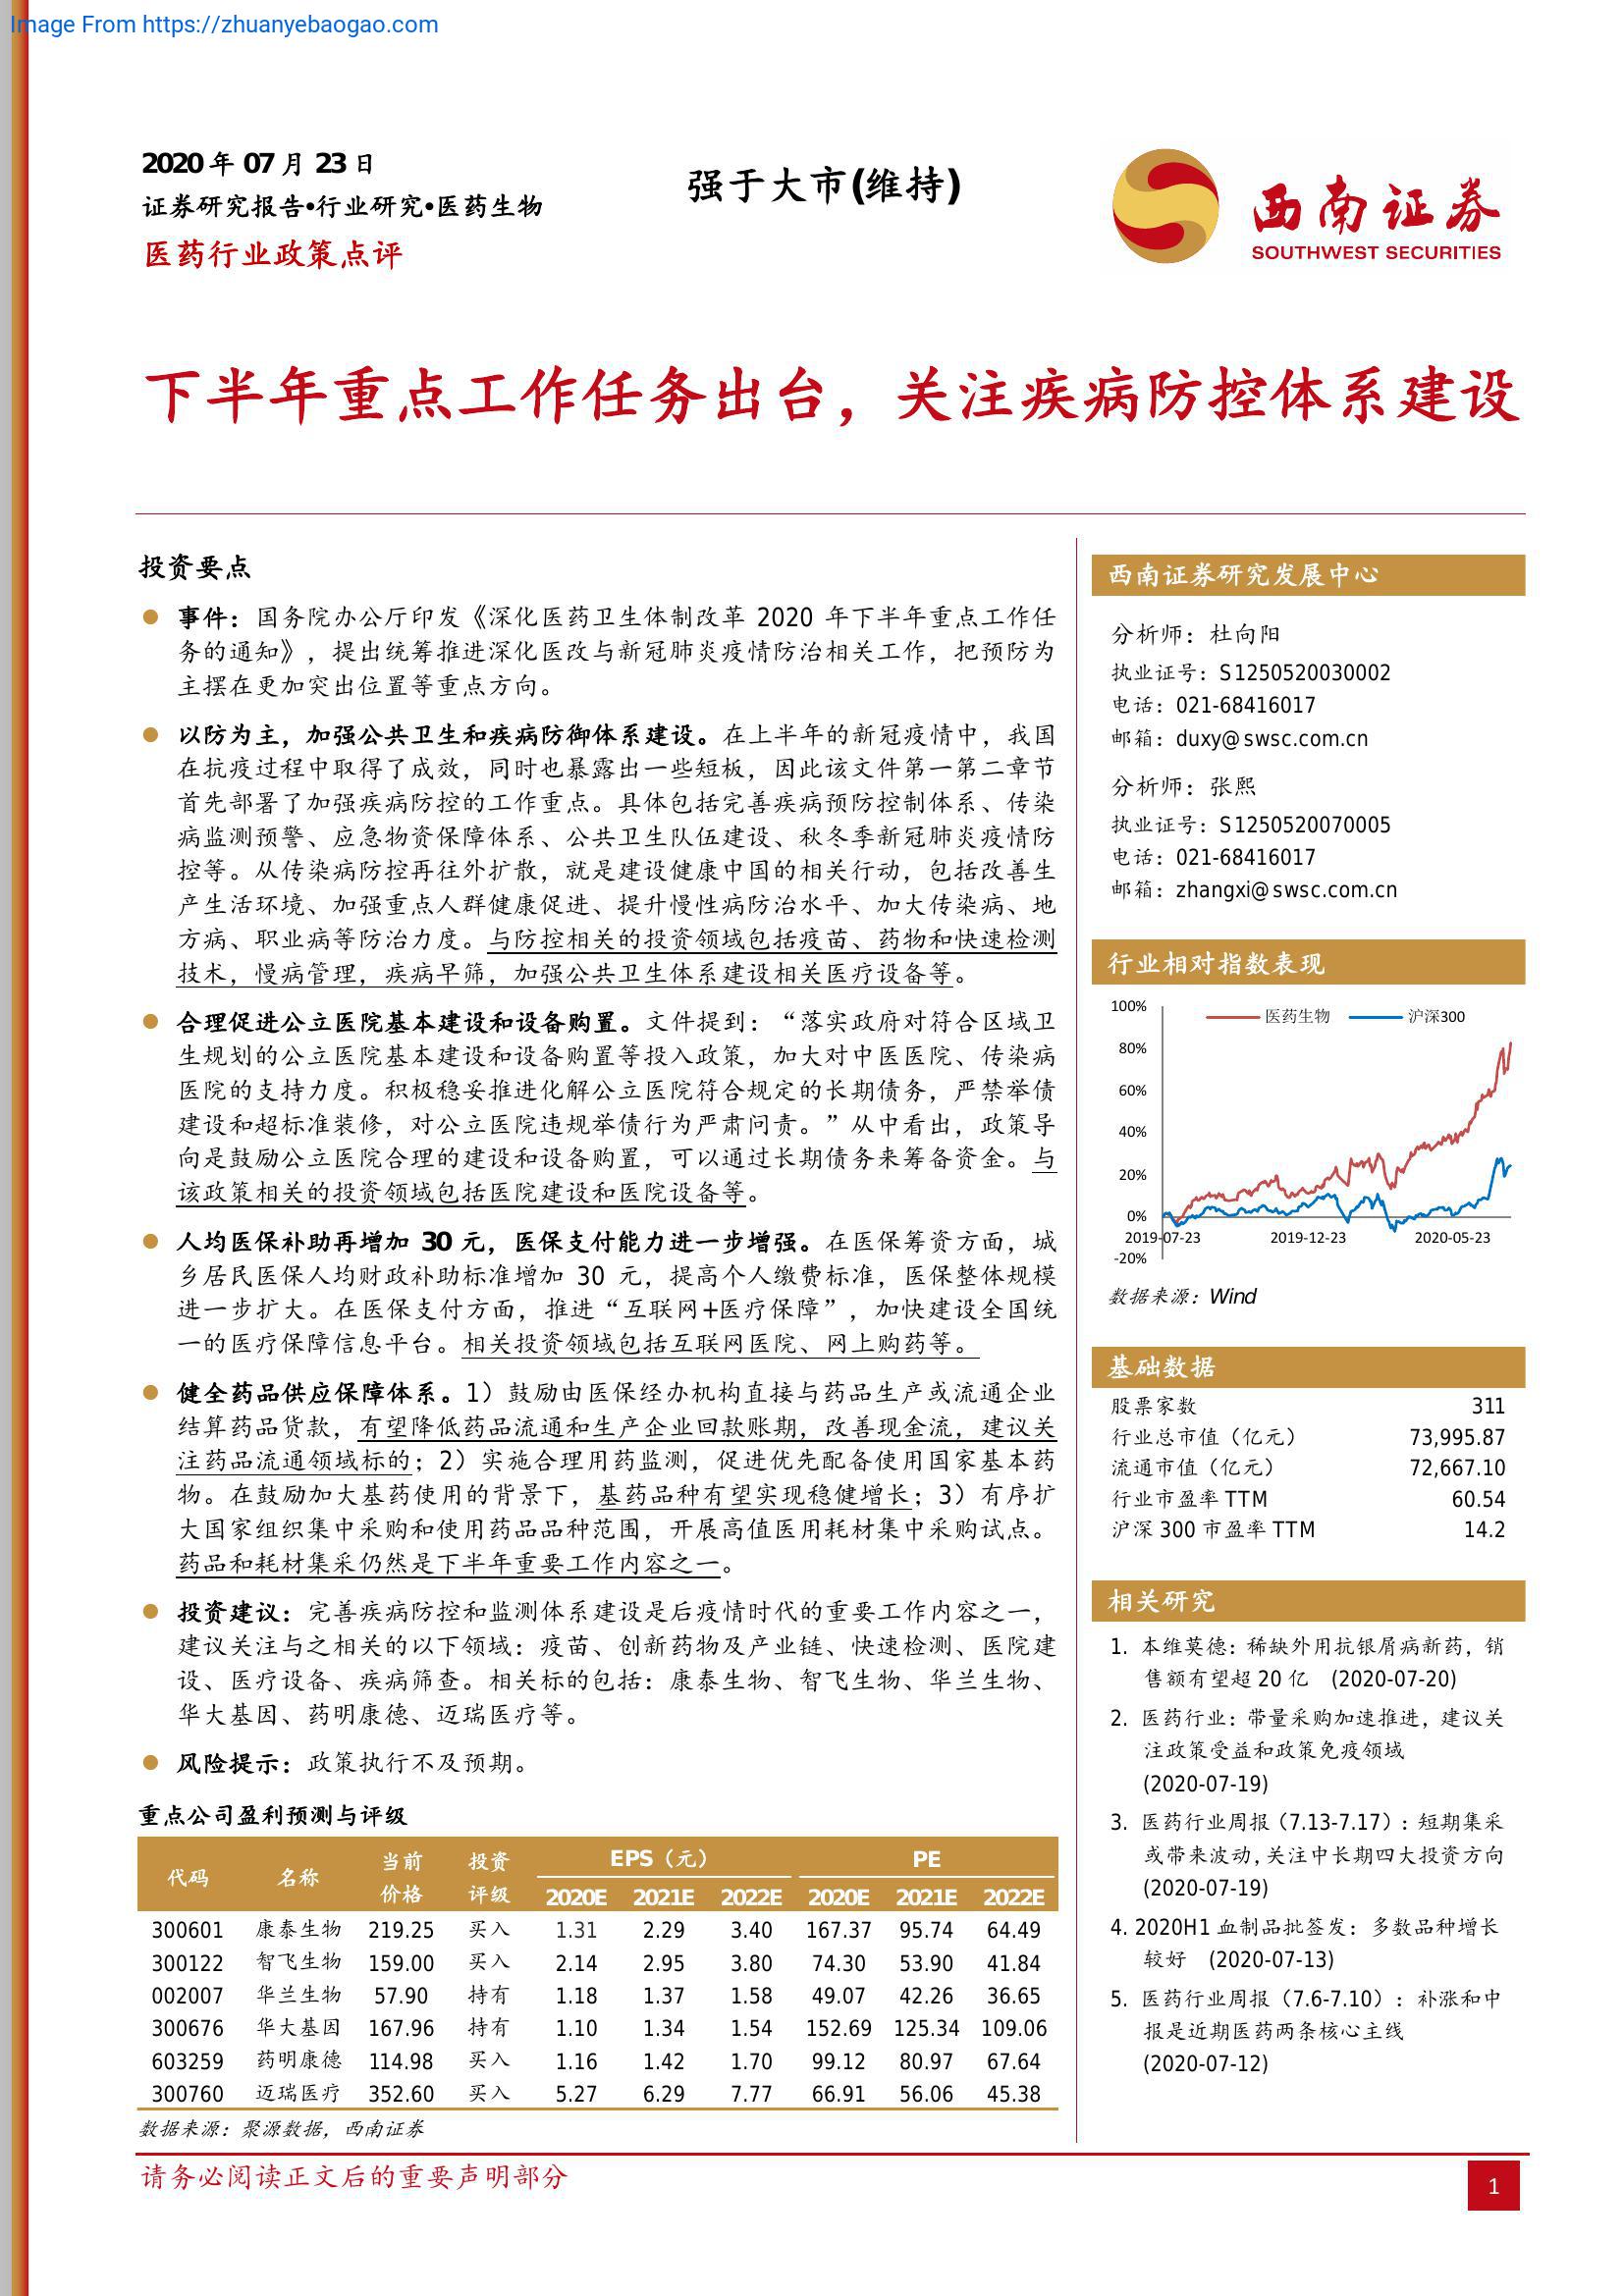 Image From https://zhuanyebaogao.com
2020 年 07 月 23 日
证券研究报告•行业研究•医药生物
医药行业政策点评
强于大市(维持)
西南证券
SOUTHWEST SECURITIES
下半年重点工作任务出台，关注疾病防控体系建设
投资要点
事件：国务院办公厅印发《深化医药卫生体制改革 2020 年下半年重点工作任
务的通知》，提出统筹推进深化医改与新冠肺炎疫情防治相关工作，把预防为
主摆在更加突出位置等重点方向。
以防为主，加强公共卫生和疾病防御体系建设。在上半年的新冠疫情中，我国
在抗疫过程中取得了成效，同时也暴露出一些短板，因此该文件第一第二章节
首先部署了加强疾病防控的工作重点。具体包括完善疾病预防控制体系、传染
病监测预警、应急物资保障体系、公共卫生队伍建设、秋冬季新冠肺炎疫情防
控等。从传染病防控再往外扩散，就是建设健康中国的相关行动，包括改善生
产生活环境、加强重点人群健康促进、提升慢性病防治水平、加大传染病、地
方病、职业病等防治力度。与防控相关的投资领域包括疫苗、药物和快速检测
技术，慢病管理，疾病早筛，加强公共卫生体系建设相关医疗设备等。
合理促进公立医院基本建设和设备购置。文件提到：“落实政府对符合区域卫
生规划的公立医院基本建设和设备购置等投入政策，加大对中医医院、传染病
医院的支持力度。积极稳妥推进化解公立医院符合规定的长期债务，严禁举债
建设和超标准装修，对公立医院违规举债行为严肃问责。”从中看出，政策导
向是鼓励公立医院合理的建设和设备购置，可以通过长期债务来筹备资金。与
该政策相关的投资领域包括医院建设和医院设备等。
人均医保补助再增加 30 元，医保支付能力进一步增强。在医保筹资方面，城
乡居民医保人均财政补助标准增加 30 元，提高个人缴费标准，医保整体规模
进一步扩大。在医保支付方面，推进“互联网+医疗保障”，加快建设全国统
一的医疗保障信息平台。相关投资领域包括互联网医院、网上购药等。
健全药品供应保障体系。1）鼓励由医保经办机构直接与药品生产或流通企业
结算药品货款，有望降低药品流通和生产企业回款账期，改善现金流，建议关
注药品流通领域标的；2）实施合理用药监测，促进优先配备使用国家基本药
物。在鼓励加大基药使用的背景下，基药品种有望实现稳健增长；3）有序扩
大国家组织集中采购和使用药品品种范围，开展高值医用耗材集中采购试点。
药品和耗材集采仍然是下半年重要工作内容之一。
投资建议：完善疾病防控和监测体系建设是后疫情时代的重要工作内容之一，
建议关注与之相关的以下领域：疫苗、创新药物及产业链、快速检测、医院建
设、医疗设备、疾病筛查。相关标的包括：康泰生物、智飞生物、华兰生物、
华大基因、药明康德、迈瑞医疗等。
风险提示：政策执行不及预期。
重点公司盈利预测与评级
代码 名称 当前价格 投资评级 EPS（元） PE
2020E 2021E 2022E 2020E 2021E 2022E
300601 康泰生物 219.25 买入 1.31 2.29 3.40 167.37 95.74 64.49
300122 智飞生物 159.00 买入 2.14 2.95 3.80 74.30 53.90 41.84
002007 华兰生物 57.90 持有 1.18 1.37 1.58 49.07 42.26 36.65
300676 华大基因 167.96 持有 1.10 1.34 1.54 152.69 125.34 109.06
603259 药明康德 114.98 买入 1.16 1.42 1.70 99.12 80.97 67.64
300760 迈瑞医疗 352.60 买入 5.27 6.29 7.77 66.91 56.06 45.38
数据来源：聚源数据，西南证券
西南证券研究发展中心
分析师：杜向阳
执业证号：S1250520030002
电话：021-68416017
邮箱：duxy@swsc.com.cn
分析师：张熙
执业证号：S1250520070005
电话：021-68416017
邮箱：zhangxi@swsc.com.cn
行业相对指数表现
医药生物 沪深300
100%
80%
60%
40%
20%
0%
-20%
2019-07-23 2019-12-23 2020-05-23
数据来源：Wind
基础数据
股票家数 311
行业总市值（亿元） 73,995.87
流通市值（亿元） 72,667.10
行业市盈率 TTM 60.54
沪深 300 市盈率 TTM 14.2
相关研究
1. 本维莫德：稀缺外用抗银屑病新药，销
售额有望超 20 亿 (2020-07-20)
2. 医药行业：带量采购加速推进，建议关
注政策受益和政策免疫领域
(2020-07-19)
3. 医药行业周报（7.13-7.17）：短期集采
或带来波动,关注中长期四大投资方向
(2020-07-19)
4. 2020H1 血制品批签发：多数品种增长
较好 (2020-07-13)
5. 医药行业周报（7.6-7.10）：补涨和中
报是近期医药两条核心主线
(2020-07-12)
请务必阅读正文后的重要声明部分
1